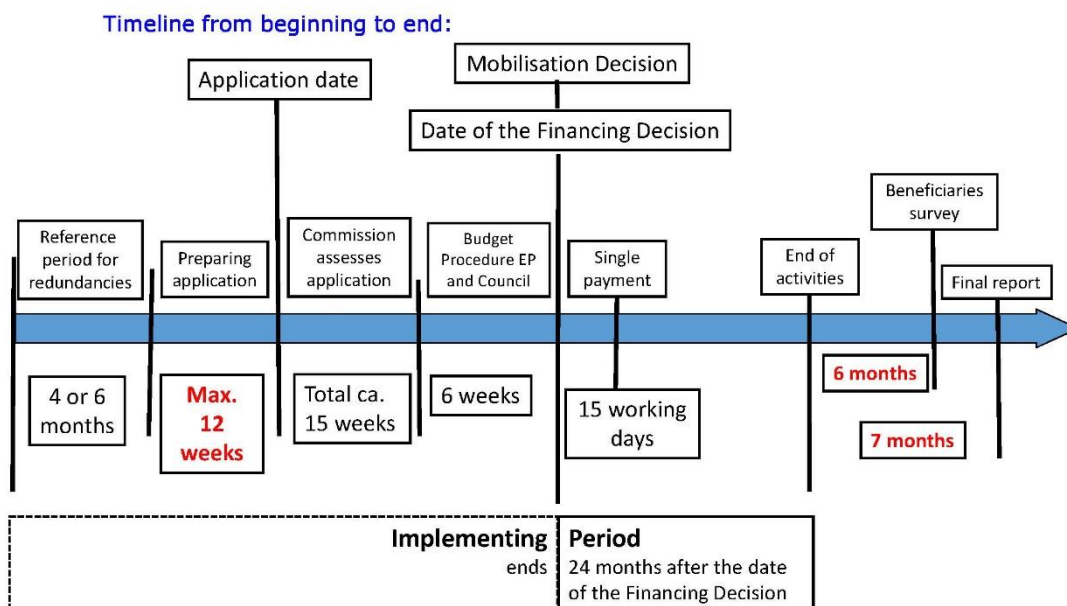 Timeline from beginning to end:
Mobilisation Decision
Application date
Date of the Financing Decision
Beneficiaries
survey
Reference
period for
redundancies
Preparing
application
Commission
assesses
application
Budget
Procedure EP
and Council
Single
payment
End of
activities
Final report
4 or 6
months
Max.
12
weeks
Total ca.
15 weeks
6 weeks
15 working
days
6 months
7 months
Implementing
ends
Period
24 months after the date
of the Financing Decision